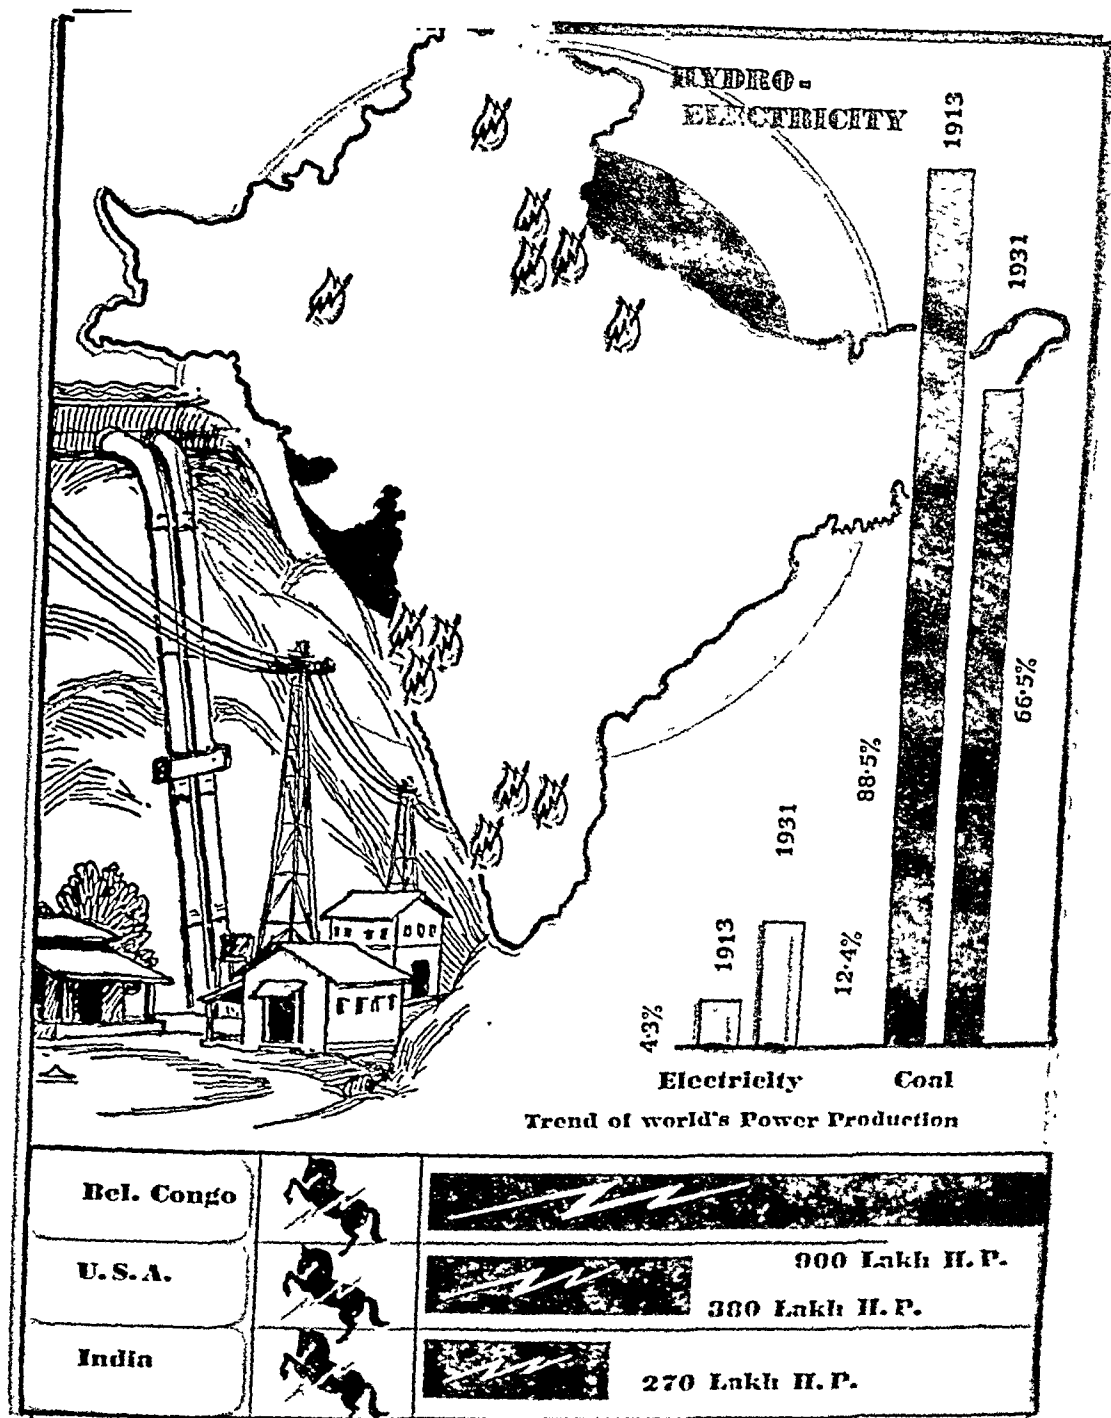 HYDRO-
ELECTRICITY
1913
1931
66·5%
88·5%
1931
1913
12·4%
4·3%
Electricity
Coal
Trend of world's Power Production
Bel. Congo
900 Lakh H.P.
U.S.A.
380 Lakh H.P.
India
270 Lakh H.P.